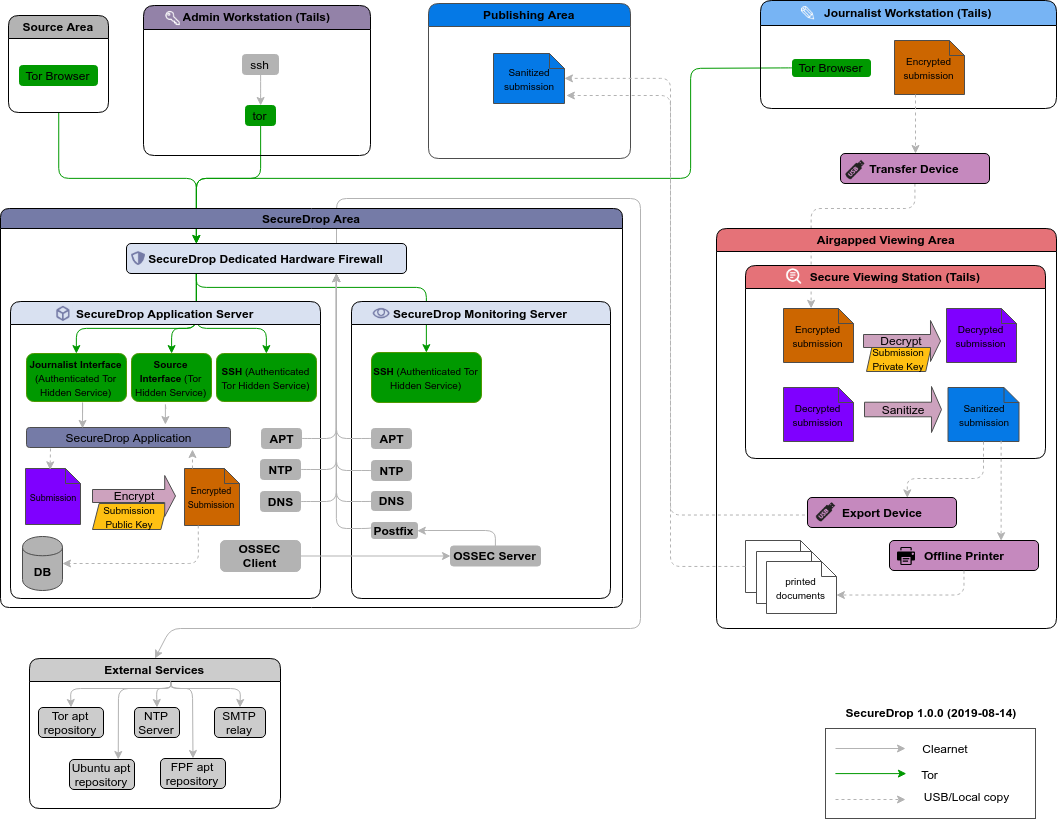 Source Area
Tor Browser
Admin Workstation (Tails)
ssh
tor
Publishing Area
Sanitized
submission
Journalist Workstation (Tails)
Tor Browser
Encrypted
submission
Transfer Device
SecureDrop Area
SecureDrop Dedicated Hardware Firewall
SecureDrop Application Server
Journalist Interface
(Authenticated Tor
Hidden Service)
Source
Interface (Tor
Hidden Service)
SSH (Authenticated
Tor Hidden Service)
SecureDrop Application
Submission
Encrypt
Submission
Public Key
Encrypted
Submission
DB
APT
NTP
DNS
OSSEC
Client
SecureDrop Monitoring Server
SSH (Authenticated Tor
Hidden Service)
APT
NTP
DNS
Postfix
OSSEC Server
Airgapped Viewing Area
Secure Viewing Station (Tails)
Encrypted
submission
Decrypt
Submission
Private Key
Decrypted
submission
Decrypted
submission
Sanitize
Sanitized
submission
Export Device
Offline Printer
printed
documents
External Services
Tor apt
repository
NTP
Server
SMTP
relay
Ubuntu apt
repository
FPF apt
repository
SecureDrop 1.0.0 (2019-08-14)
Clearnet
Tor
USB/Local copy